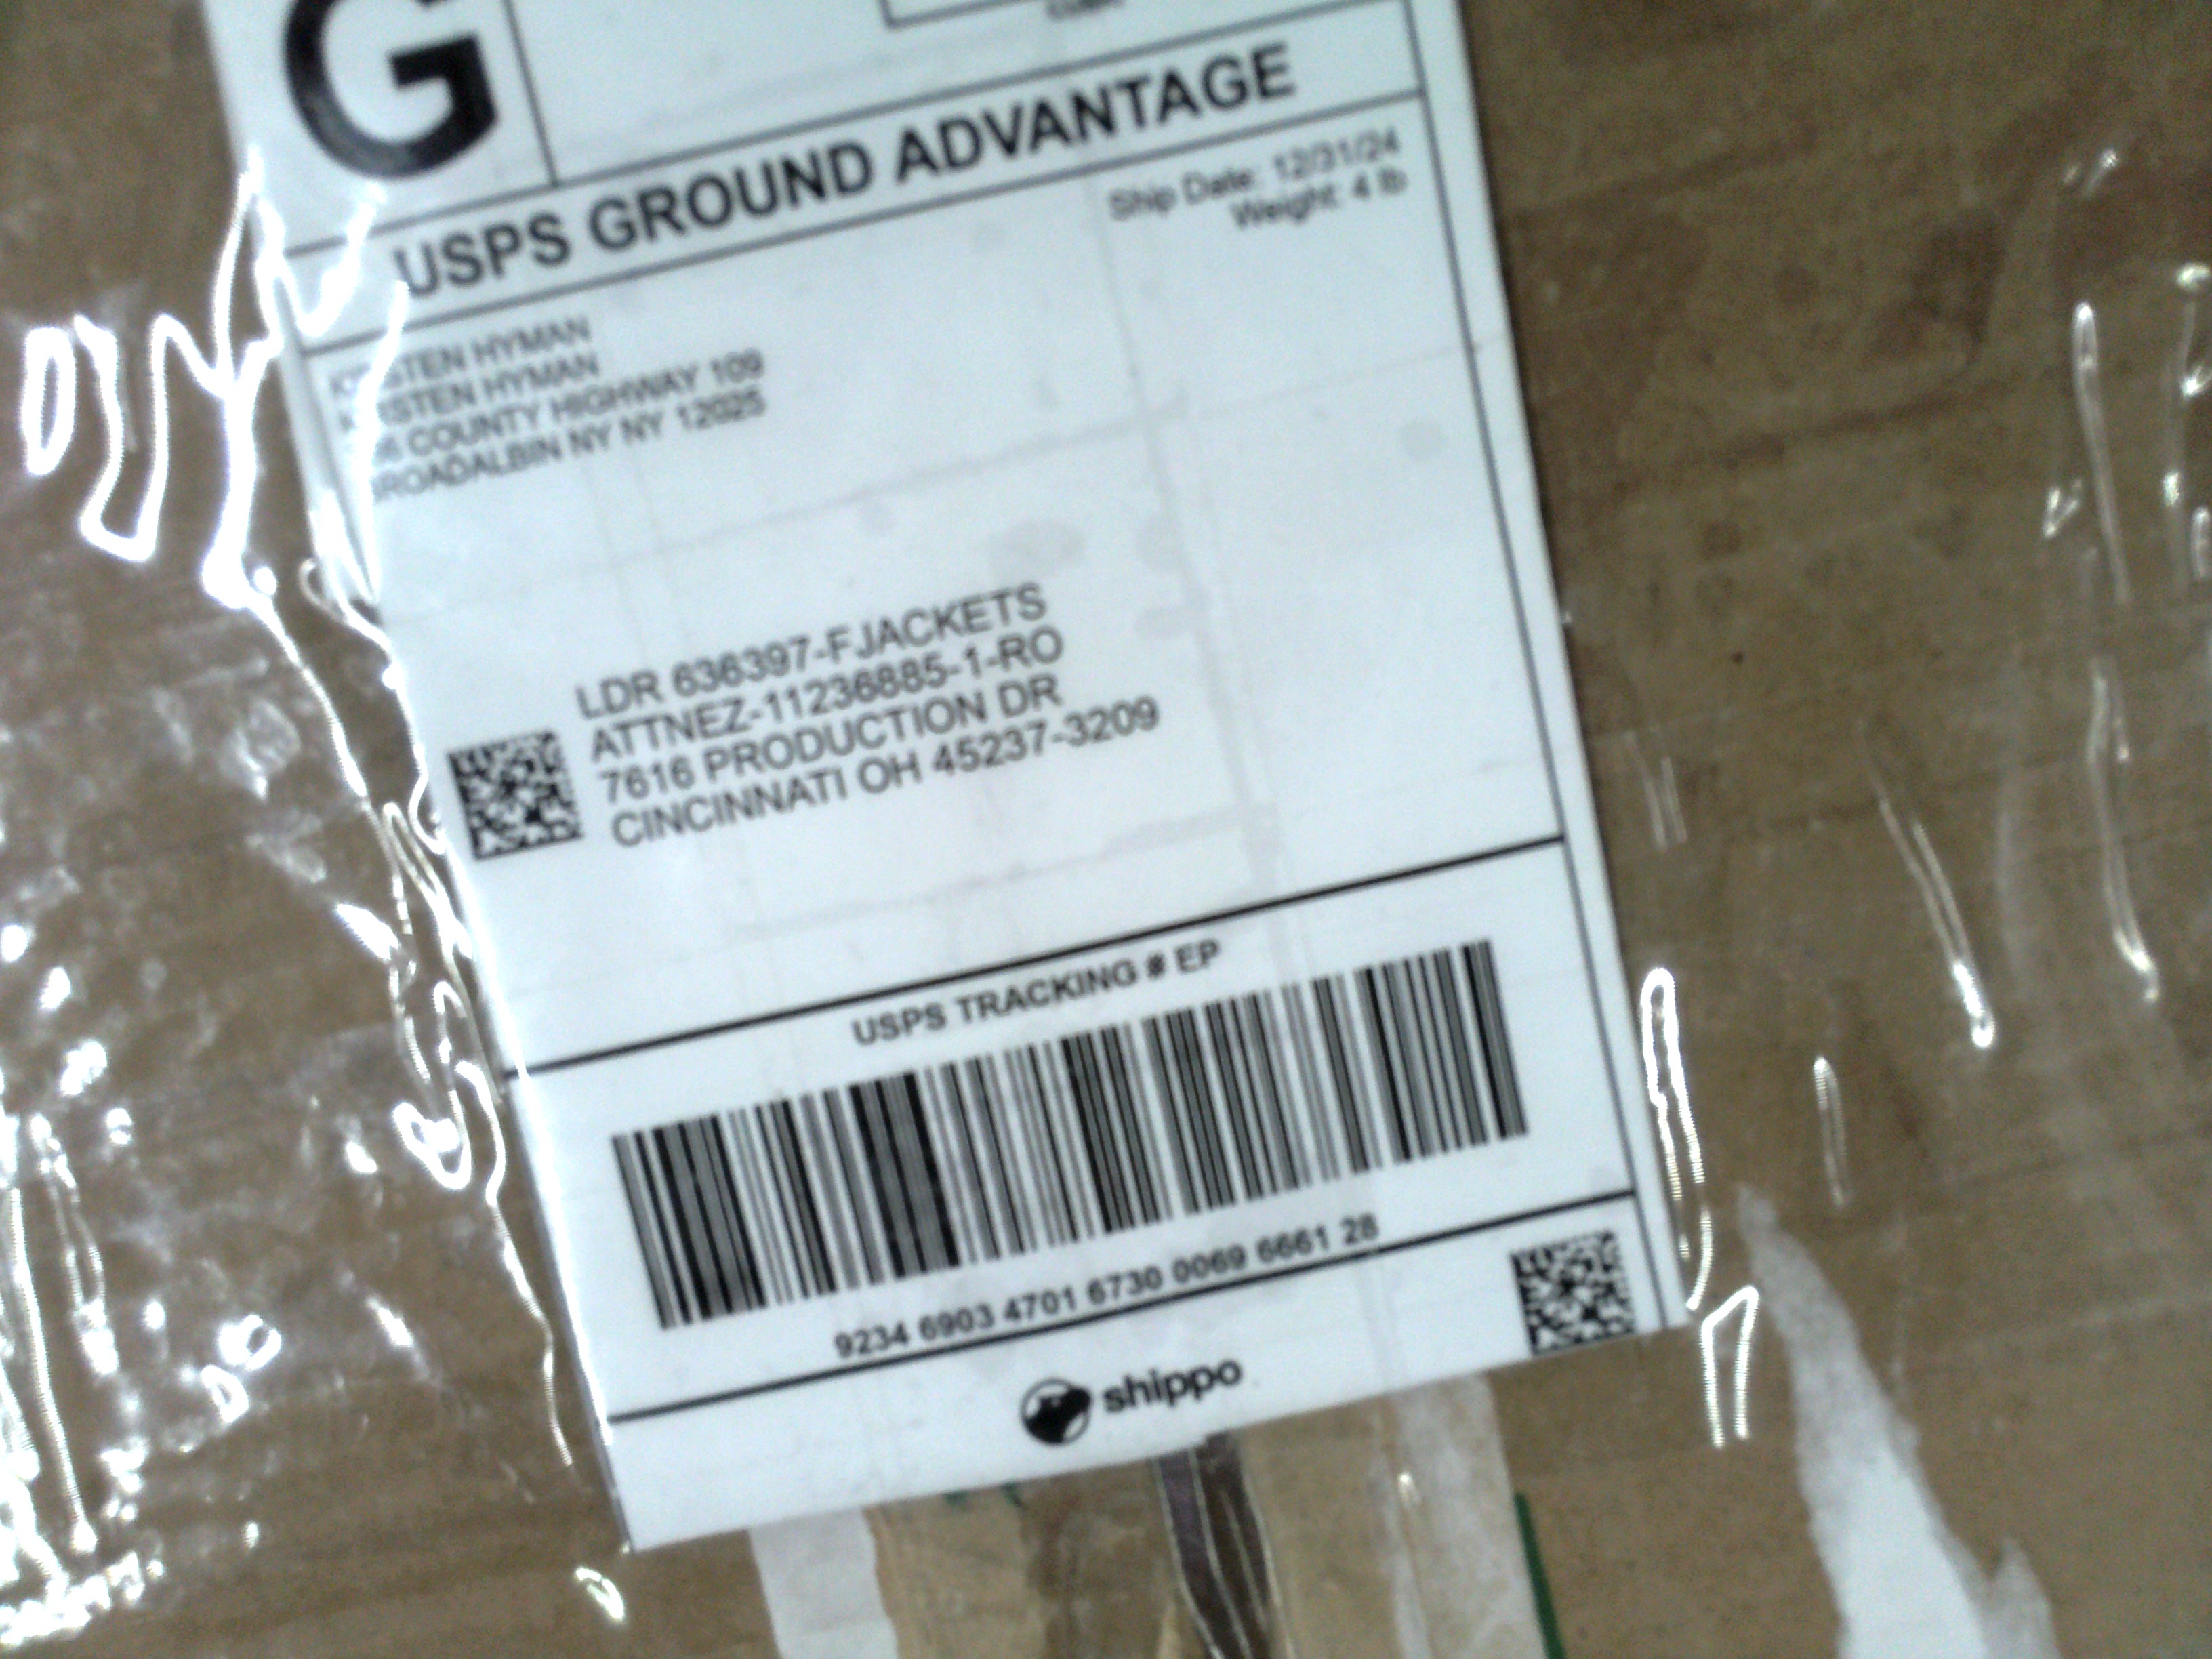 G
USPS GROUND ADVANTAGE
Ship Date: 12/31/24
Weight: 4 lb
HYMAN
HYMAN
COUNTY HIGHWAY 109
BROADALBIN NY NY 12025
LDR 636397-FJACKETS
ATTNEZ-11236885-1-RO
7616 PRODUCTION DR
CINCINNATI OH 45237-3209
USPS TRACKING # EP
9234 6903 4701 6730 0069 6661 28
shippo